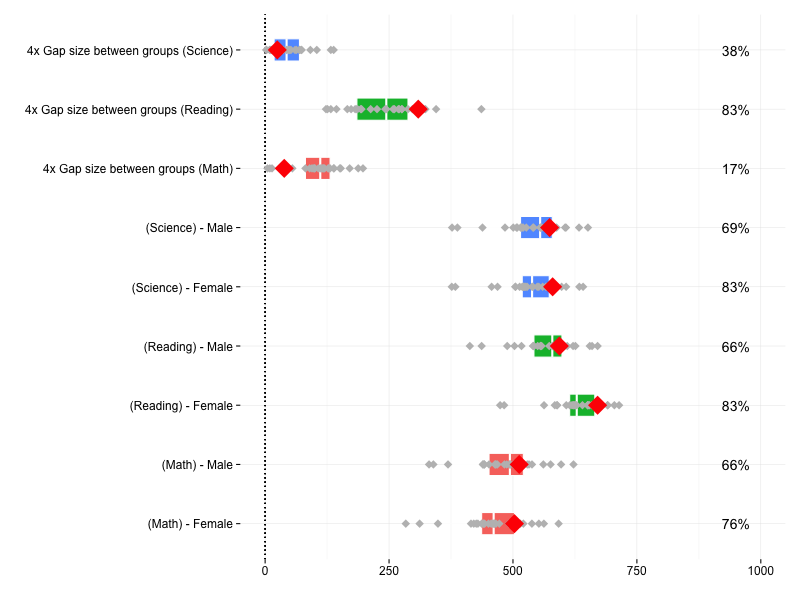 4x Gap size between groups (Science) 38%
4x Gap size between groups (Reading) 83%
4x Gap size between groups (Math) 17%
(Science) - Male 69%
(Science) - Female 83%
(Reading) - Male 66%
(Reading) - Female 83%
(Math) - Male 66%
(Math) - Female 76%
0 250 500 750 1000